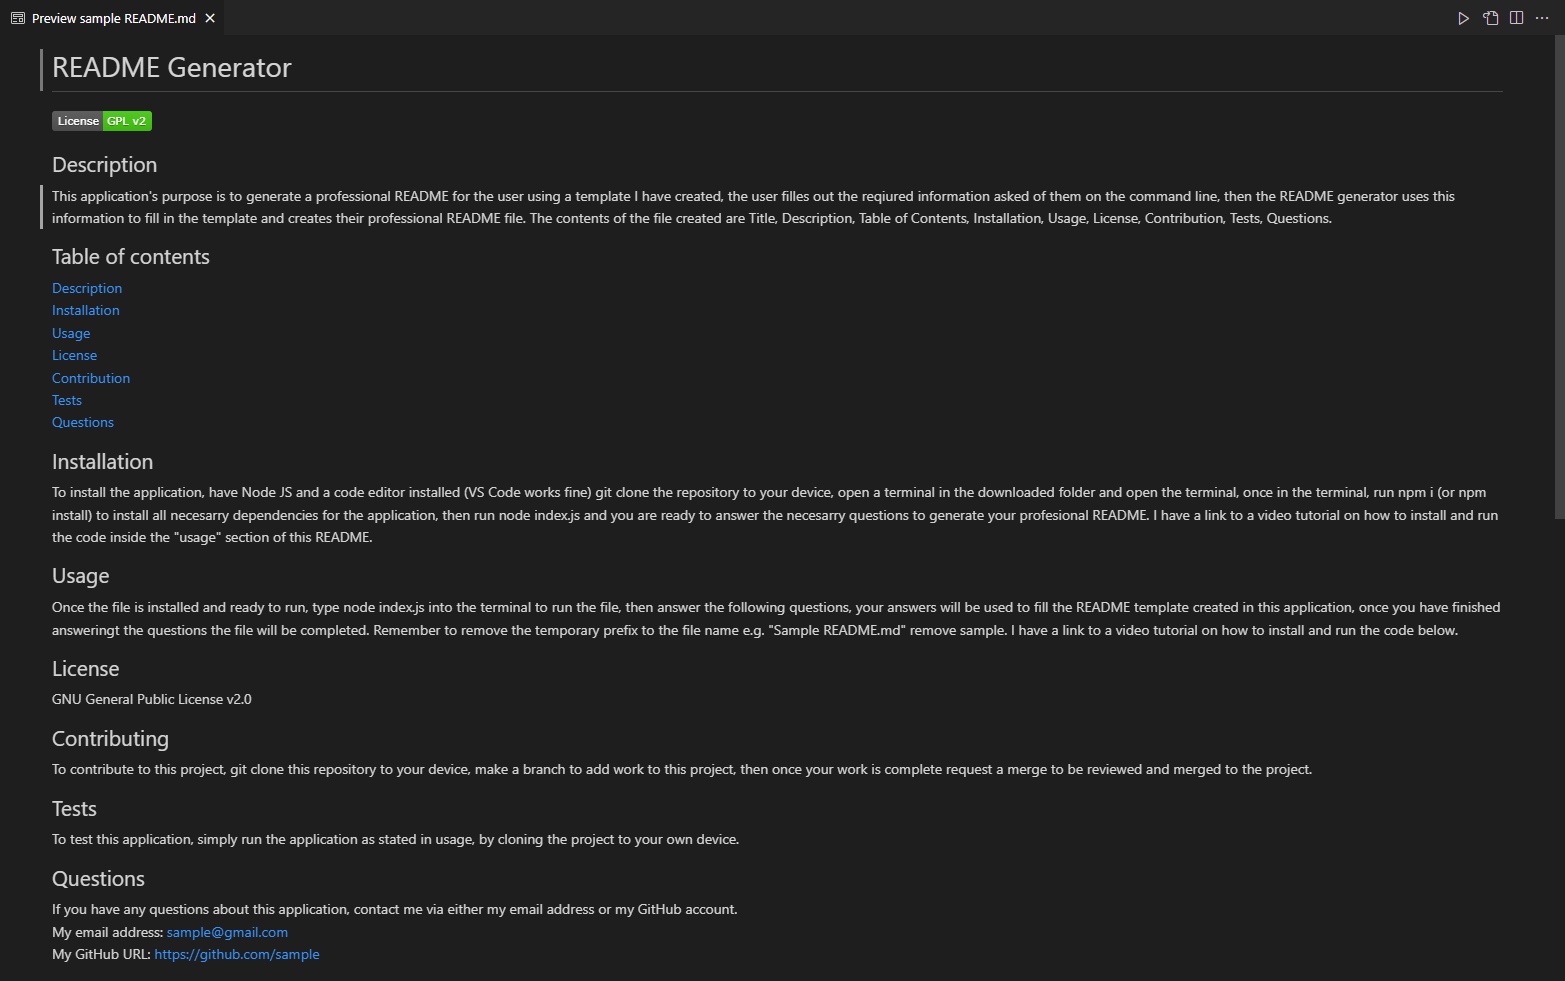 Preview sample README.md
README Generator
License GPL v2
Description
This application's purpose is to generate a professional README for the user using a template I have created, the user filles out the reqiured information asked of them on the command line, then the README generator uses this
information to fill in the template and creates their professional README file. The contents of the file created are Title, Description, Table of Contents, Installation, Usage, License, Contribution, Tests, Questions.
Table of contents
Description
Installation
Usage
License
Contribution
Tests
Questions
Installation
To install the application, have Node JS and a code editor installed (VS Code works fine) git clone the repository to your device, open a terminal in the downloaded folder and open the terminal, once in the terminal, run npm i (or npm
install) to install all necesarry dependencies for the application, then run node index.js and you are ready to answer the necesarry questions to generate your profesional README. I have a link to a video tutorial on how to install and run
the code inside the "usage" section of this README.
Usage
Once the file is installed and ready to run, type node index.js into the terminal to run the file, then answer the following questions, your answers will be used to fill the README template created in this application, once you have finished
answeringt the questions the file will be completed. Remember to remove the temporary prefix to the file name e.g. "Sample README.md" remove sample. I have a link to a video tutorial on how to install and run the code below.
License
GNU General Public License v2.0
Contributing
To contribute to this project, git clone this repository to your device, make a branch to add work to this project, then once your work is complete request a merge to be reviewed and merged to the project.
Tests
To test this application, simply run the application as stated in usage, by cloning the project to your own device.
Questions
If you have any questions about this application, contact me via either my email address or my GitHub account.
My email address: sample@gmail.com
My GitHub URL: https://github.com/sample